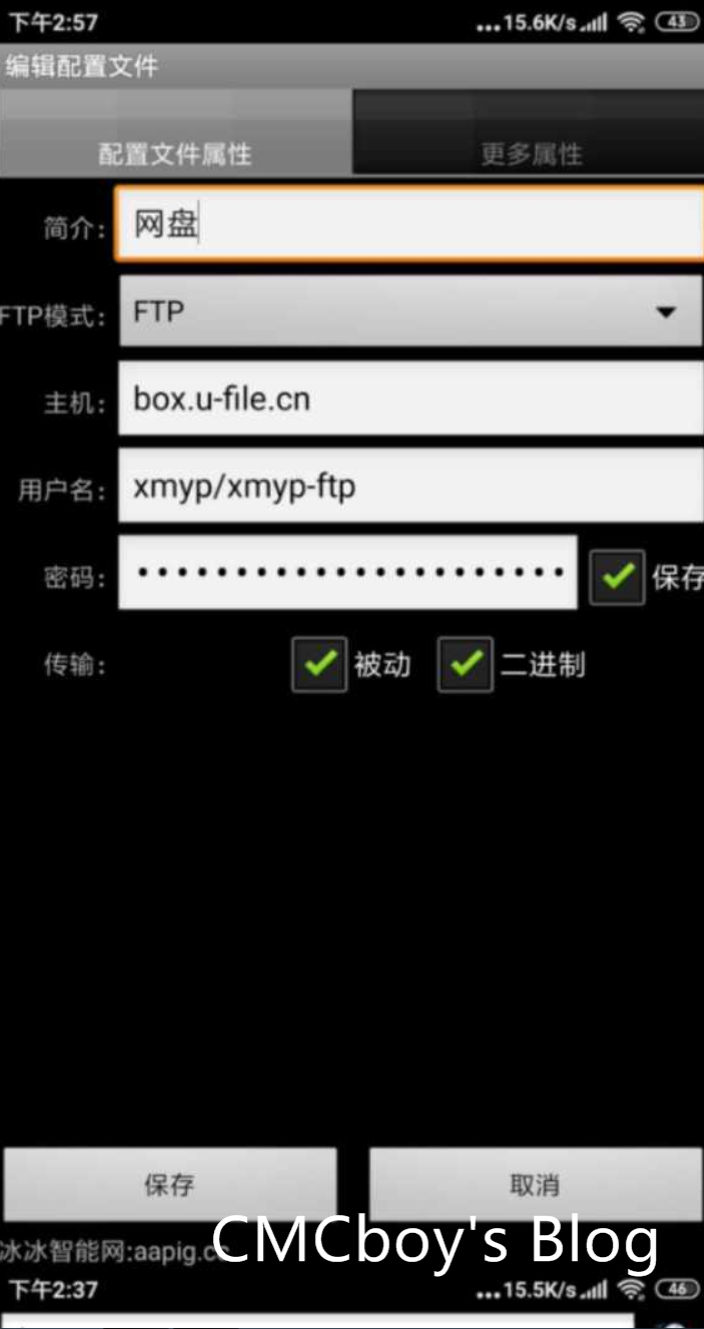 下午2:57 ...15.6K/s 43
编辑配置文件
配置文件属性 更多属性
简介: 网盘
FTP模式: FTP
主机: box.u-file.cn
用户名: xmyp/xmyp-ftp
密码: •••••••••••••••••••••• 保存
传输: 被动 二进制
保存 取消
冰冰智能网:aapig.c
CMCboy's Blog
下午2:37 ...15.5K/s 46